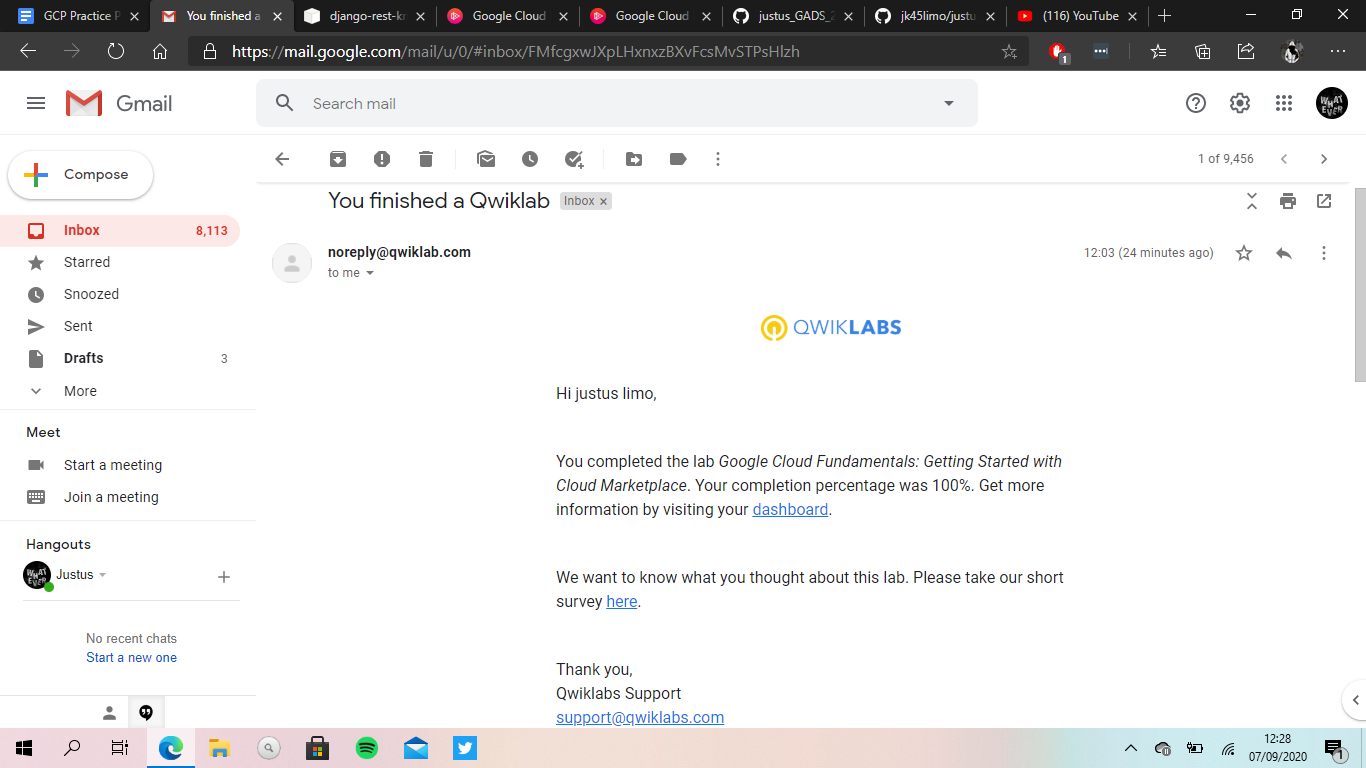 GCP Practice P
You finished a
django-rest-kn
Google Cloud
Google Cloud
justus_GADS_2
jk45limo/justu
(116) YouTube
https://mail.google.com/mail/u/0/#inbox/FMfcgxwJXpLHxnxzBXvFcsMvSTPsHlzh
1
Gmail
Search mail
WHAT EVER
Compose
1 of 9,456
You finished a Qwiklab
Inbox ×
Inbox 8,113
Starred
Snoozed
Sent
Drafts 3
More
noreply@qwiklab.com
12:03 (24 minutes ago)
to me
QWIKLABS
Hi justus limo,
You completed the lab Google Cloud Fundamentals: Getting Started with
Cloud Marketplace. Your completion percentage was 100%. Get more
information by visiting your dashboard.
We want to know what you thought about this lab. Please take our short
survey here.
Thank you,
Qwiklabs Support
support@qwiklabs.com
Meet
Start a meeting
Join a meeting
Hangouts
WHAT EVER
Justus
No recent chats
Start a new one
12:28
07/09/2020
1